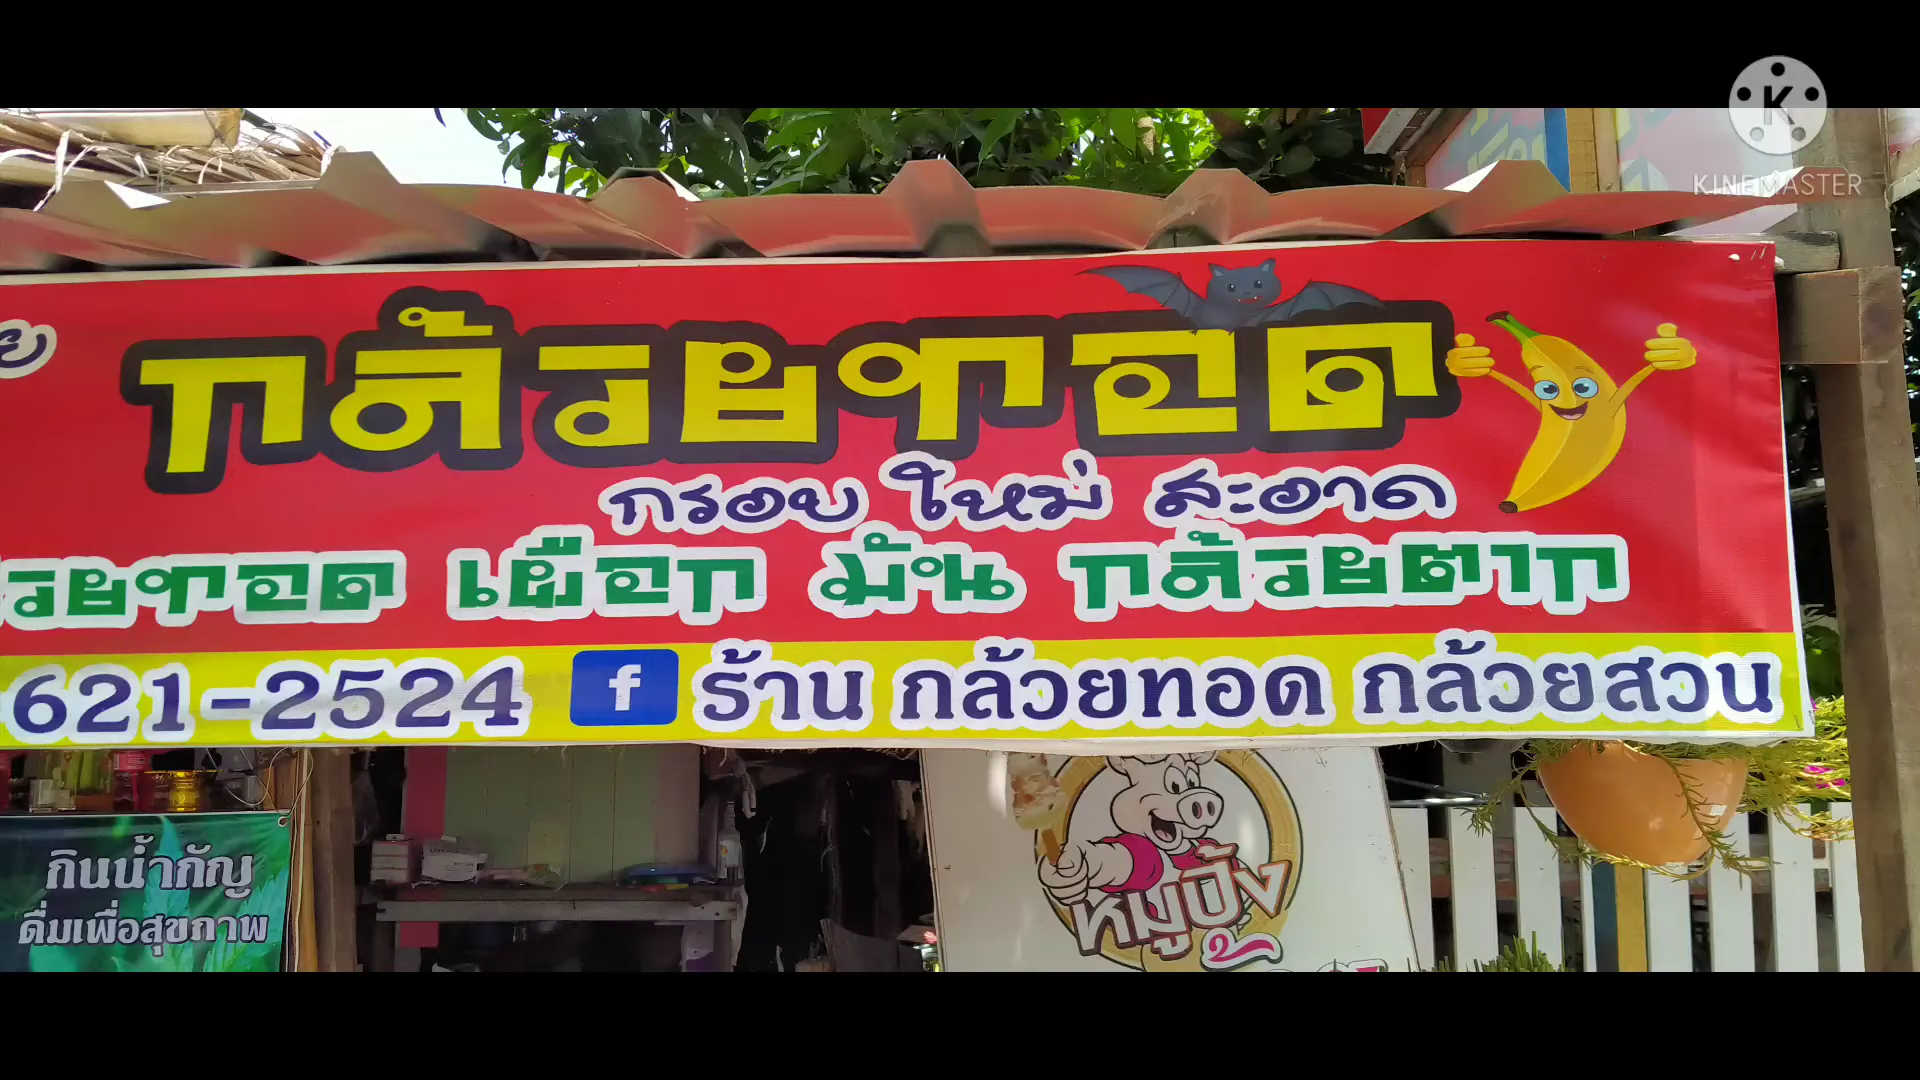 KINEMASTER
กล้วยทอด
กรอบ ใหม่ สะอาด
วยทอด เผือก มัน กล้วยตาก
621-2524 f ร้าน กล้วยทอด กล้วยสวน
กินน้ำกัญ
ดื่มเพื่อสุขภาพ
หมูปิ้ง